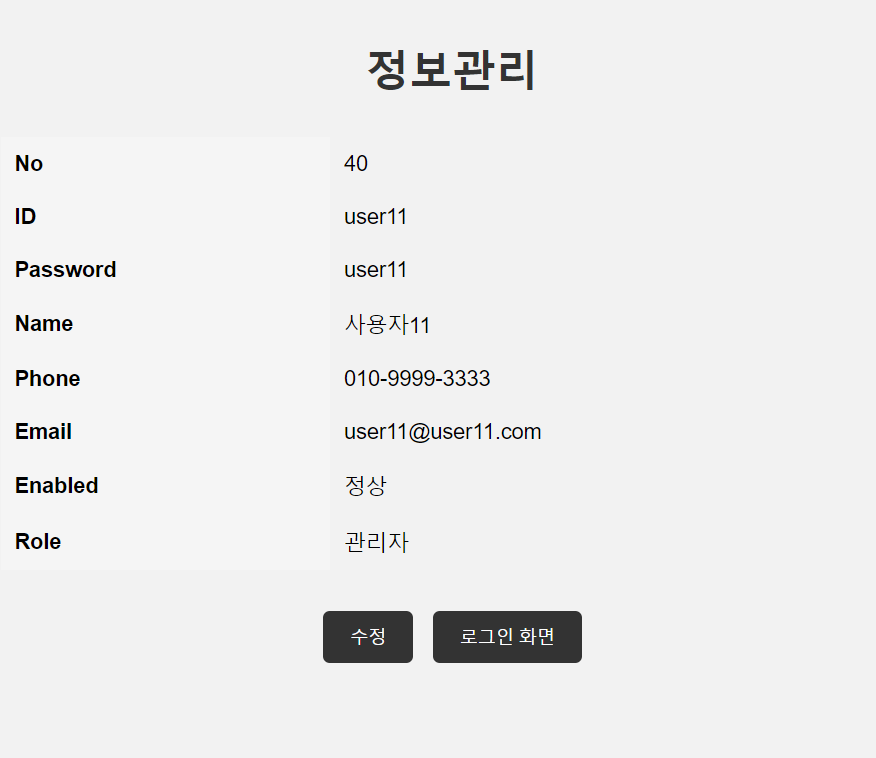 정보관리
No 40
ID user11
Password user11
Name 사용자11
Phone 010-9999-3333
Email user11@user11.com
Enabled 정상
Role 관리자
수정 로그인 화면